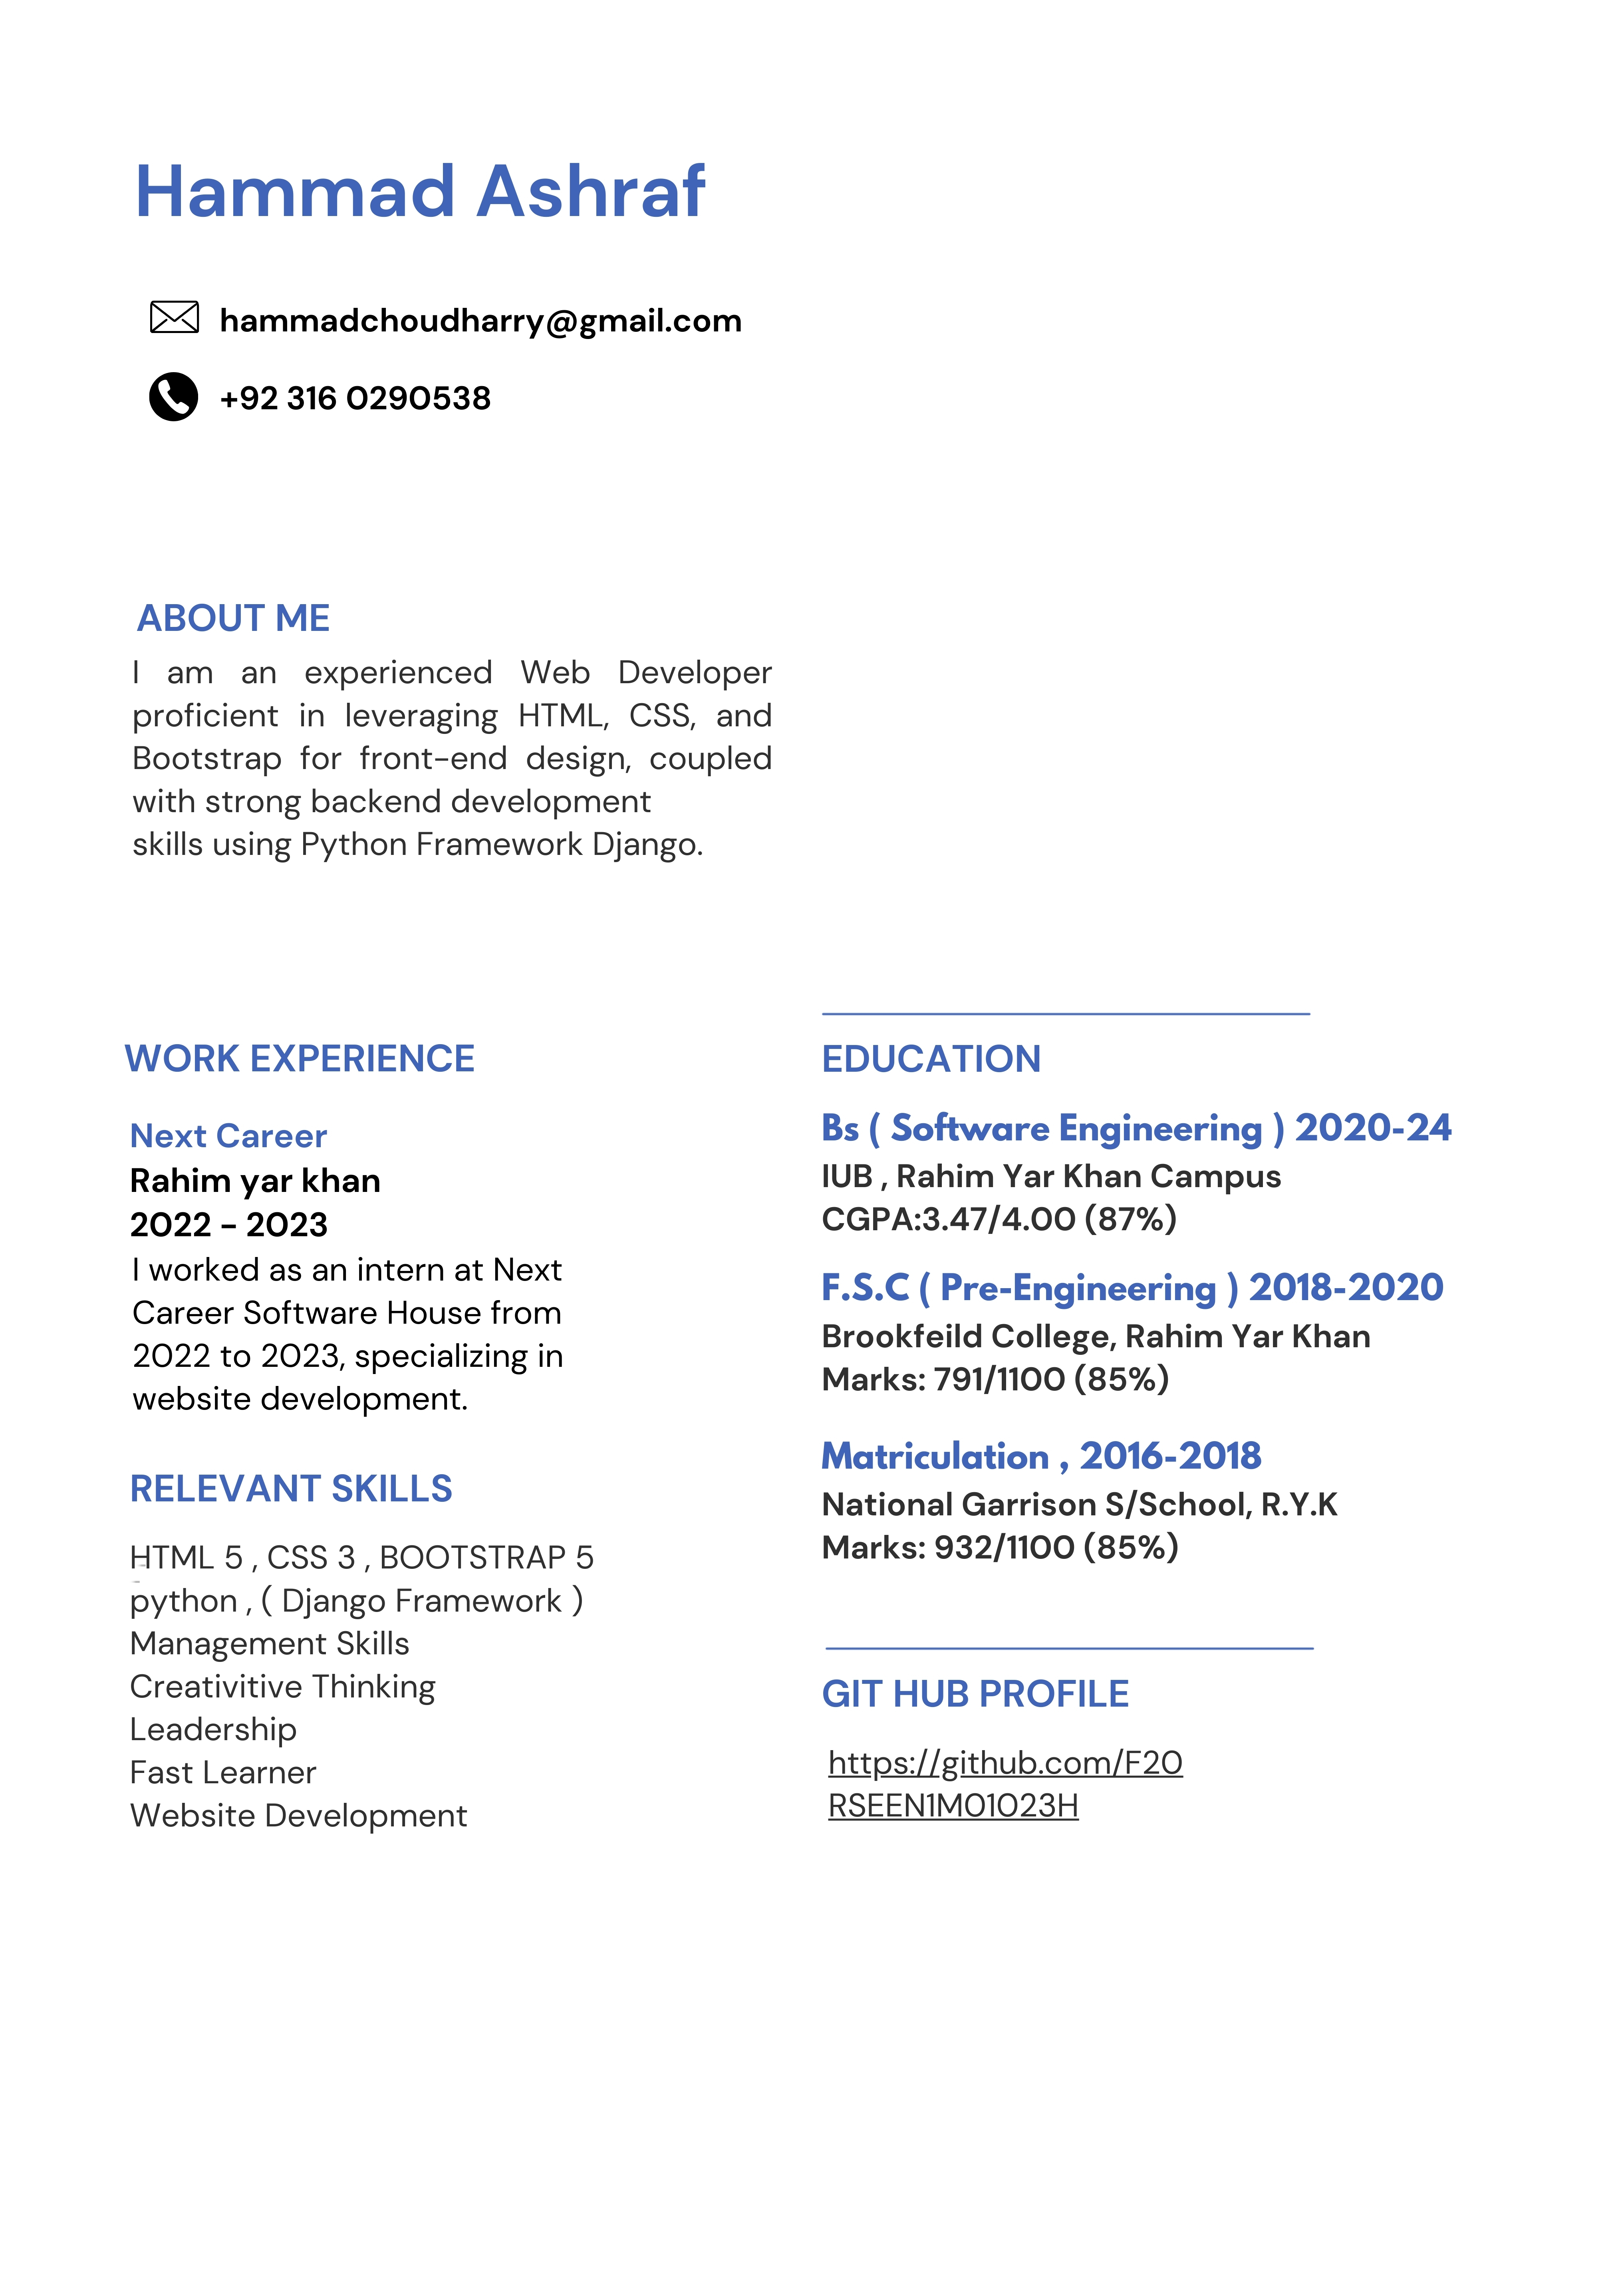 Hammad Ashraf
hammadchoudharry@gmail.com
+92 316 0290538
ABOUT ME
I am an experienced Web Developer
proficient in leveraging HTML, CSS, and
Bootstrap for front-end design, coupled
with strong backend development
skills using Python Framework Django.
WORK EXPERIENCE
Next Career
Rahim yar khan
2022 – 2023
I worked as an intern at Next
Career Software House from
2022 to 2023, specializing in
website development.
RELEVANT SKILLS
HTML 5 , CSS 3 , BOOTSTRAP 5
python , ( Django Framework )
Management Skills
Creativitive Thinking
Leadership
Fast Learner
Website Development
EDUCATION
Bs ( Software Engineering ) 2020-24
IUB , Rahim Yar Khan Campus
CGPA:3.47/4.00 (87%)
F.S.C ( Pre-Engineering ) 2018-2020
Brookfeild College, Rahim Yar Khan
Marks: 791/1100 (85%)
Matriculation , 2016-2018
National Garrison S/School, R.Y.K
Marks: 932/1100 (85%)
GIT HUB PROFILE
https://github.com/F20
RSEEN1M01023H